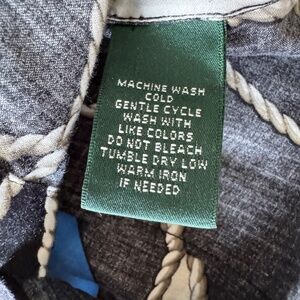 MACHINE WASH
COLD
GENTLE CYCLE
WASH WITH
LIKE COLORS
DO NOT BLEACH
TUMBLE DRY LOW
WARM IRON
IF NEEDED